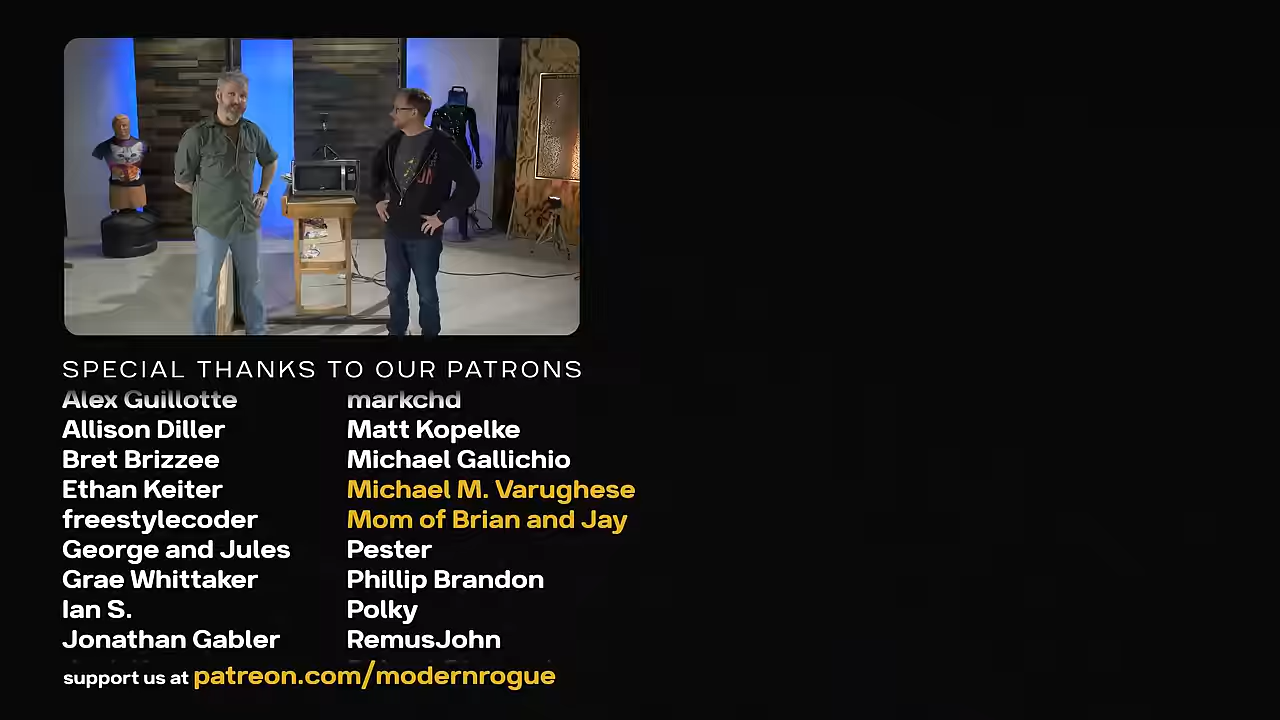 SPECIAL THANKS TO OUR PATRONS
Alex Guillotte
Allison Diller
Bret Brizzee
Ethan Keiter
freestylecoder
George and Jules
Grae Whittaker
Ian S.
Jonathan Gabler
markchd
Matt Kopelke
Michael Gallichio
Michael M. Varughese
Mom of Brian and Jay
Pester
Phillip Brandon
Polky
RemusJohn
support us at patreon.com/modernrogue